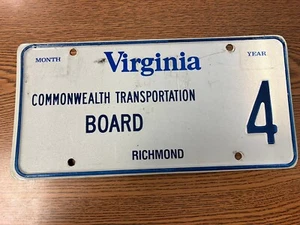 MONTH Virginia YEAR
COMMONWEALTH TRANSPORTATION
BOARD 4
RICHMOND